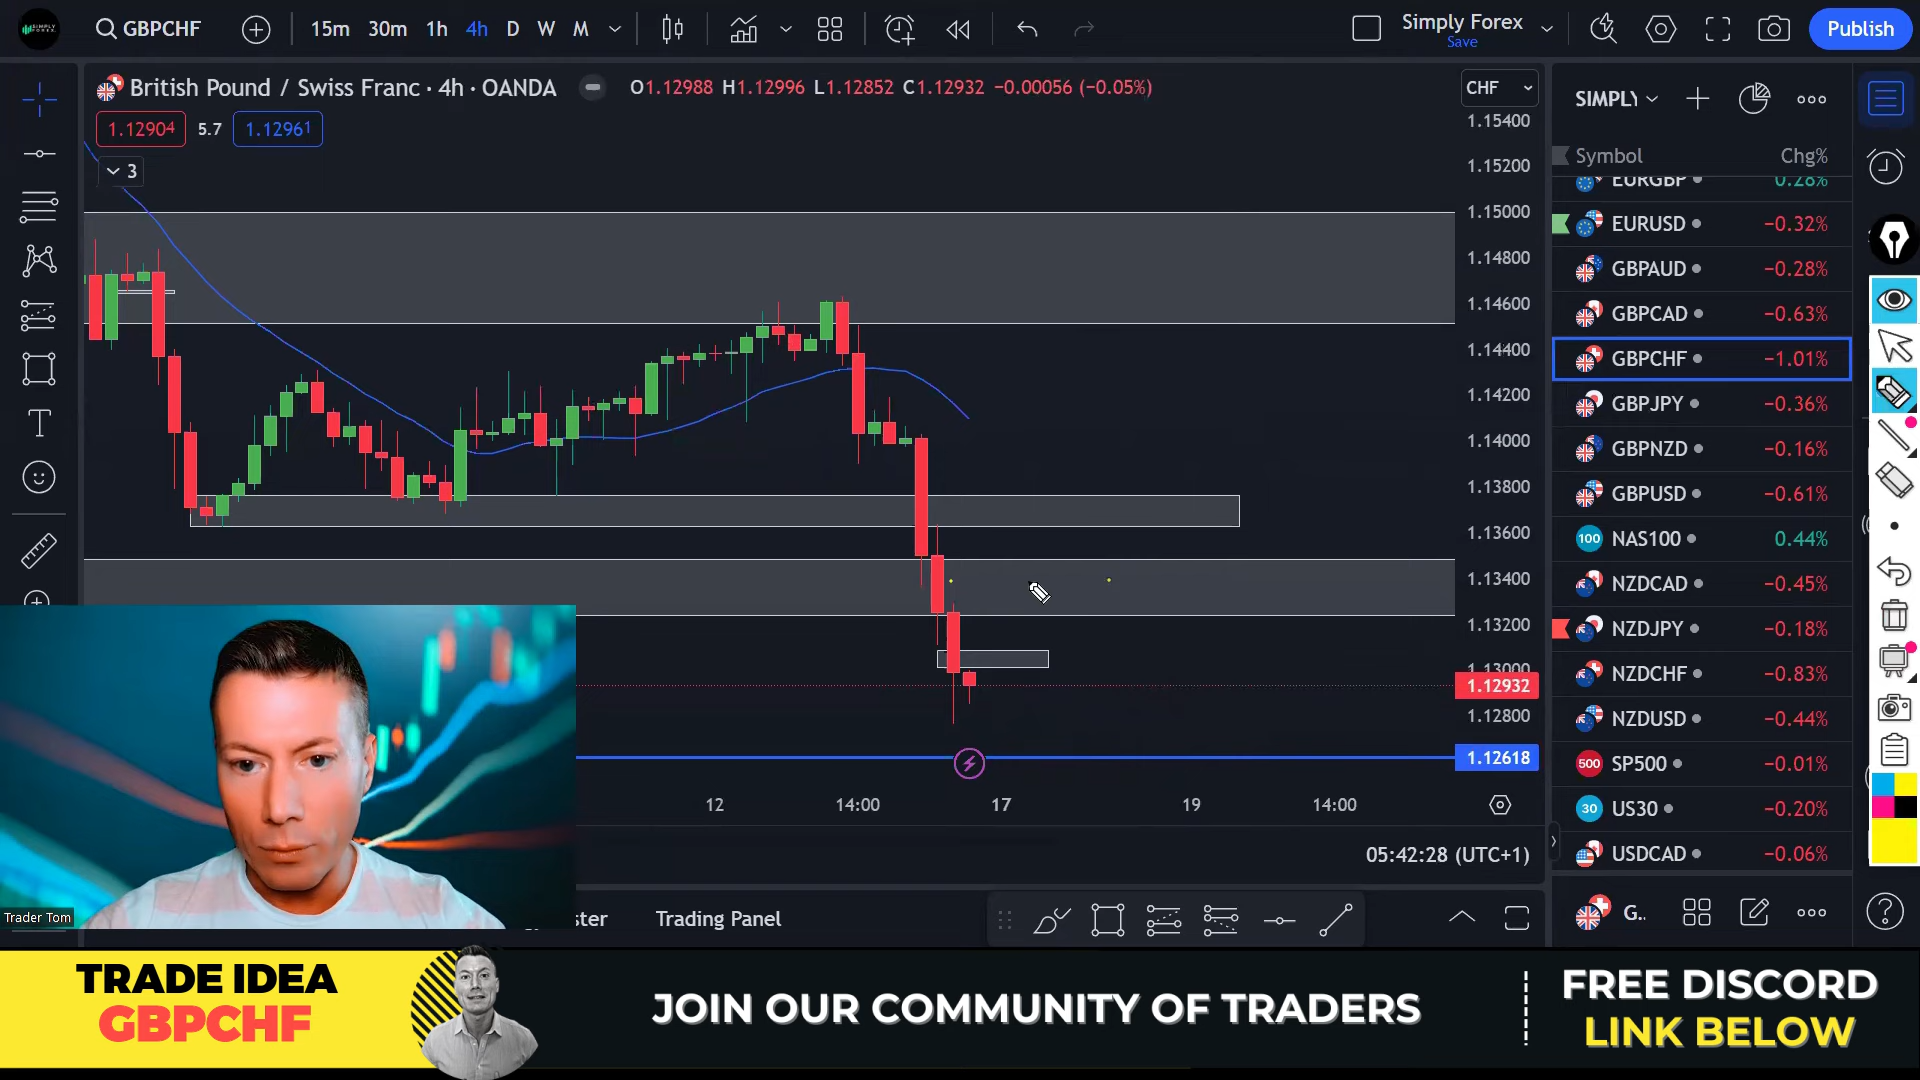 GBPCHF
15m 30m 1h 4h D W M
Simply Forex
Save
Publish
British Pound / Swiss Franc · 4h · OANDA
O1.12988 H1.12996 L1.12852 C1.12932 −0.00056 (−0.05%)
1.12904 5.7 1.12961
3
CHF
1.15400
1.15200
1.15000
1.14800
1.14600
1.14400
1.14200
1.14000
1.13800
1.13600
1.13400
1.13200
1.13000
1.12932
1.12800
1.12618
12 14:00 17 19 14:00
05:42:28 (UTC+1)
Trading Panel
SIMPLY
Symbol Chg%
EURGBP 0.28%
EURUSD −0.32%
GBPAUD −0.28%
GBPCAD −0.63%
GBPCHF −1.01%
GBPJPY −0.36%
GBPNZD −0.16%
GBPUSD −0.61%
100 NAS100 0.44%
NZDCAD −0.45%
NZDJPY −0.18%
NZDCHF −0.83%
NZDUSD −0.44%
500 SP500 −0.01%
30 US30 −0.20%
USDCAD −0.06%
G..
Trader Tom
TRADE IDEA
GBPCHF
JOIN OUR COMMUNITY OF TRADERS
FREE DISCORD
LINK BELOW